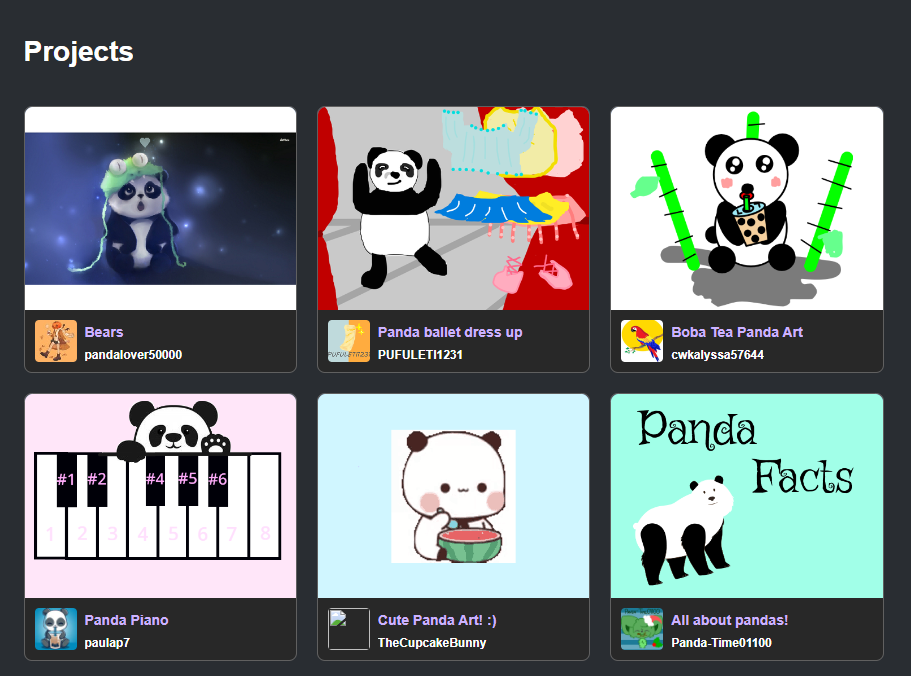 Projects
Bears
pandalover50000
Panda ballet dress up
PUFULETI1231
PUFULETI1231
Boba Tea Panda Art
cwkalyssa57644
#1 #2 #4 #5 #6
1 2 3 4 5 6 7 8
Panda Piano
paulap7
Cute Panda Art! :)
TheCupcakeBunny
Panda
Facts
All about pandas!
Panda-Time01100